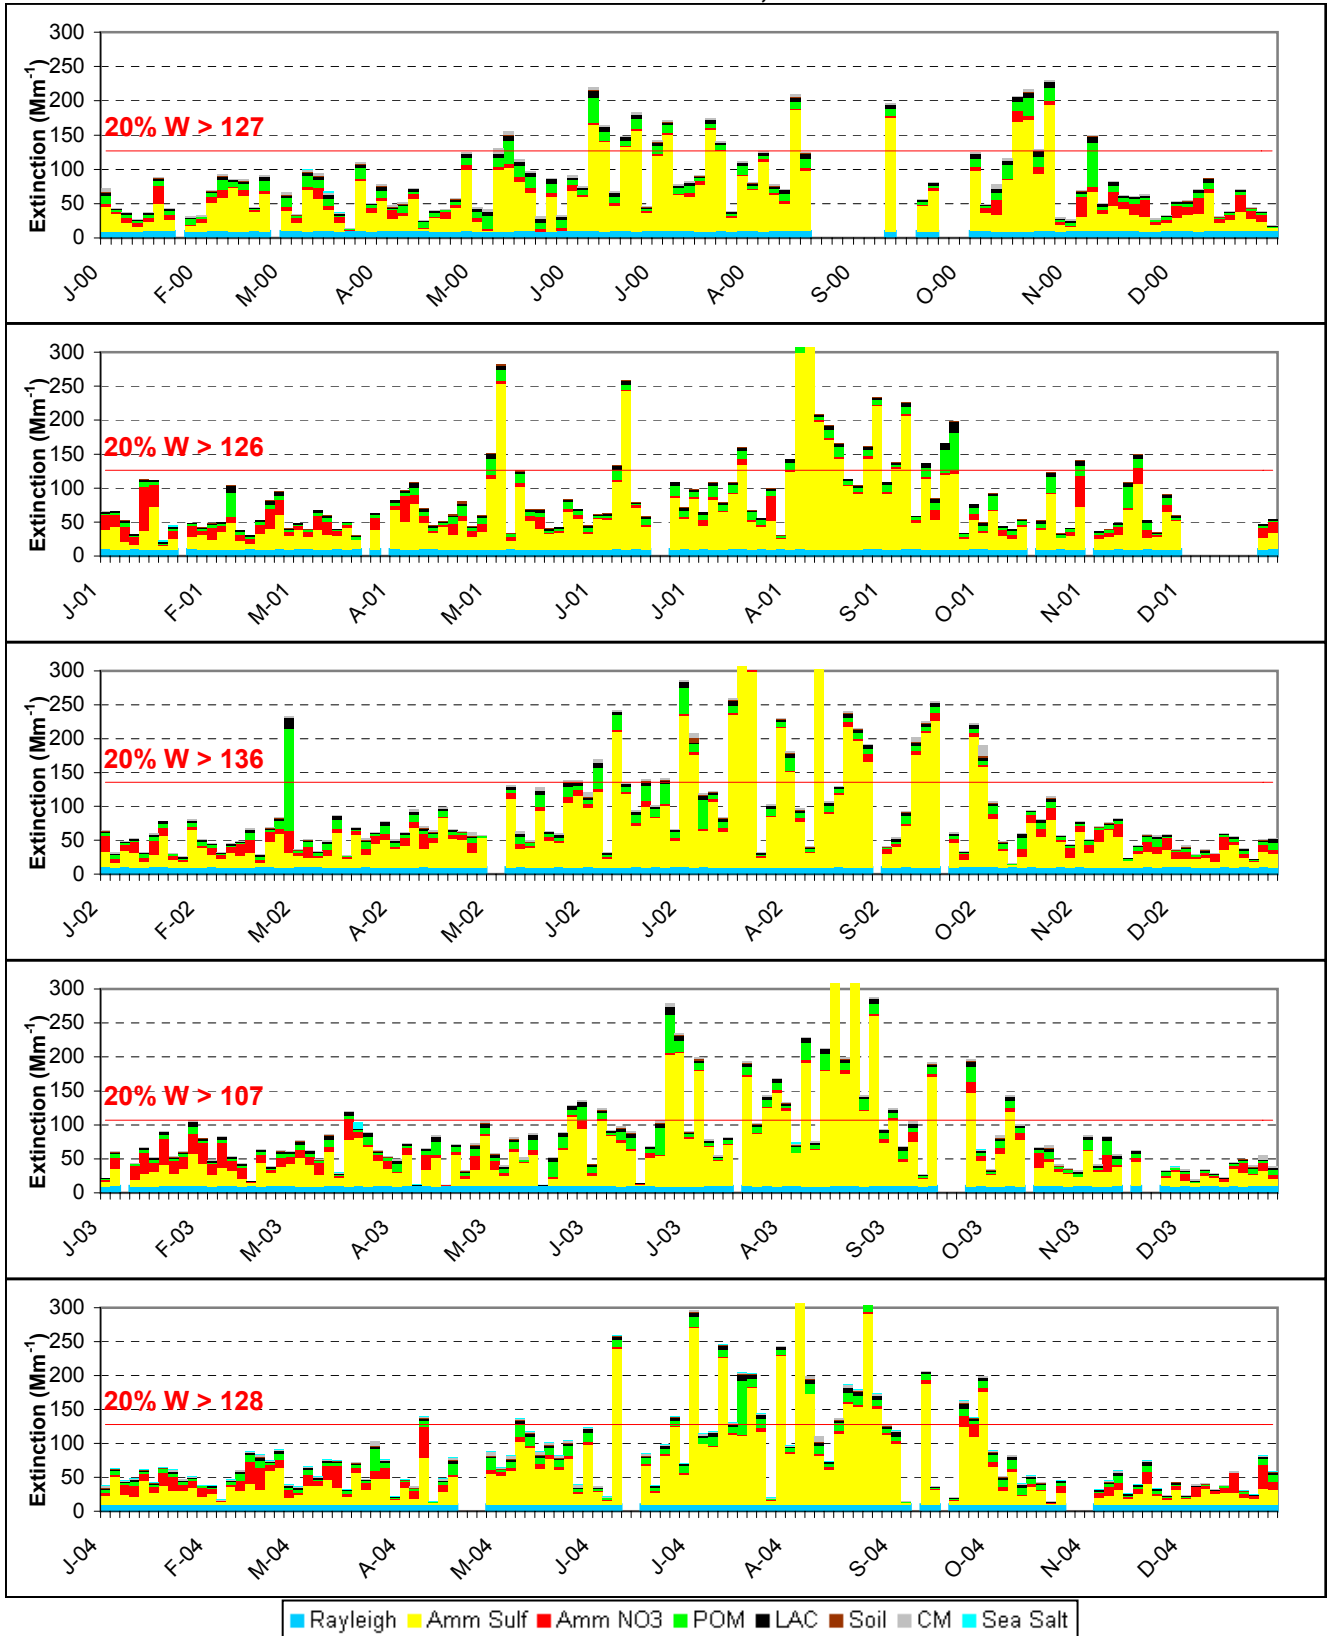 300
250
200
150
100
50
0
Extinction (Mm-1)
20% W > 127
J-00 F-00 M-00 A-00 M-00 J-00 J-00 A-00 S-00 O-00 N-00 D-00
300
250
200
150
100
50
0
Extinction (Mm-1)
20% W > 126
J-01 F-01 M-01 A-01 M-01 J-01 J-01 A-01 S-01 O-01 N-01 D-01
300
250
200
150
100
50
0
Extinction (Mm-1)
20% W > 136
J-02 F-02 M-02 A-02 M-02 J-02 J-02 A-02 S-02 O-02 N-02 D-02
300
250
200
150
100
50
0
Extinction (Mm-1)
20% W > 107
J-03 F-03 M-03 A-03 M-03 J-03 J-03 A-03 S-03 O-03 N-03 D-03
300
250
200
150
100
50
0
Extinction (Mm-1)
20% W > 128
J-04 F-04 M-04 A-04 M-04 J-04 J-04 A-04 S-04 O-04 N-04 D-04
Rayleigh Amm Sulf Amm NO3 POM LAC Soil CM Sea Salt